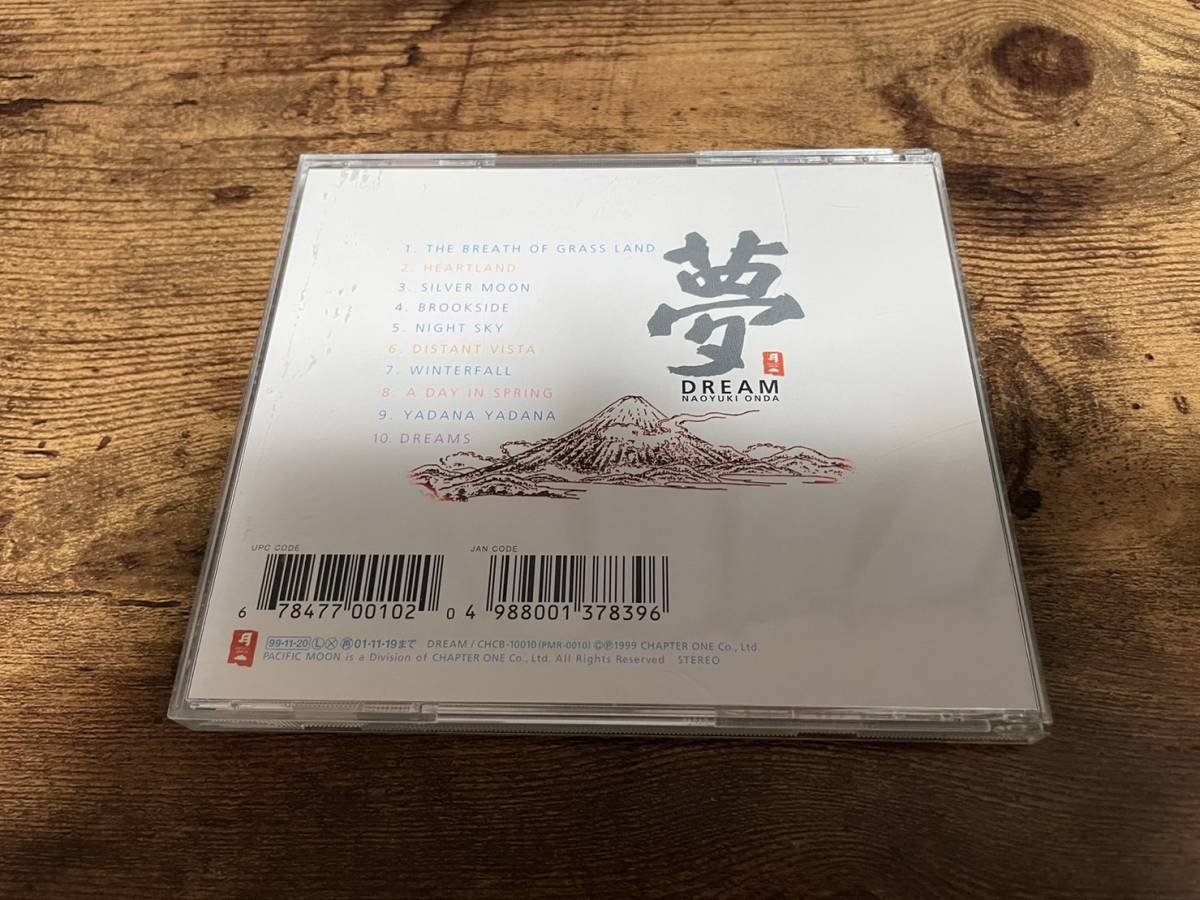 1. THE BREATH OF GRASS LAND
2. HEARTLAND
3. SILVER MOON
4. BROOKSIDE
5. NIGHT SKY
6. DISTANT VISTA
7. WINTERFALL
8. A DAY IN SPRING
9. YADANA YADANA
10. DREAMS
夢
月
DREAM
NAOYUKI ONDA
UPC CODE
6 78477 00102 0
JAN CODE
4 988001 378396
月
99-11-20 Ⓛ Ⓧ ㊐ 01·11·19まで DREAM / CHCB-10010 (PMR-0010) ©℗1999 CHAPTER ONE Co., Ltd.
PACIFIC MOON is a Division of CHAPTER ONE Co., Ltd. All Rights Reserved STEREO